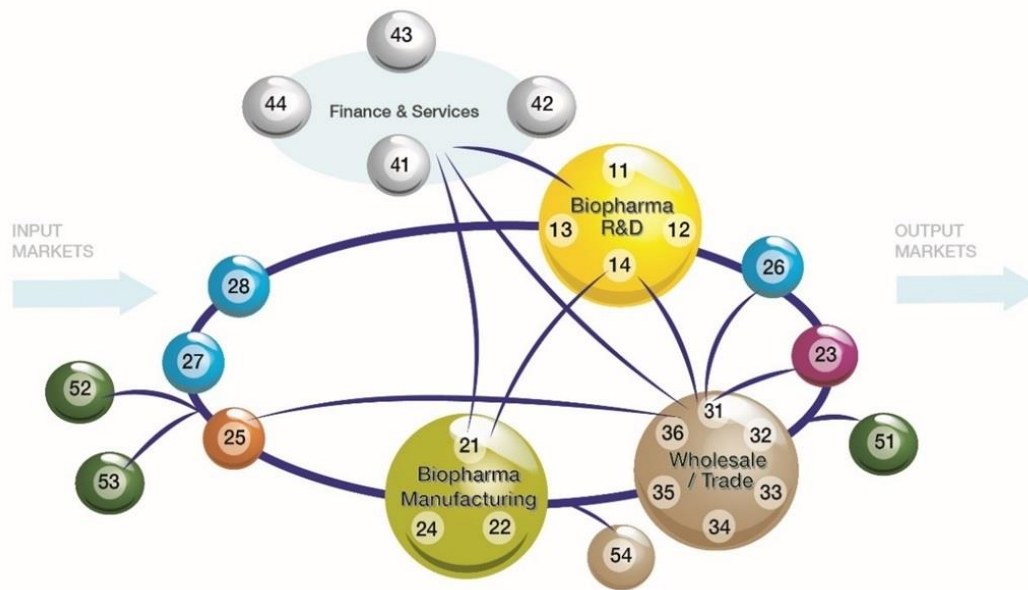 43
44
Finance & Services
42
41
11
Biopharma
R&D
13
12
14
INPUT
MARKETS
OUTPUT
MARKETS
28
26
27
23
52
25
53
21
Biopharma
Manufacturing
24
22
31
36
32
Wholesale
/ Trade
35
33
34
51
54